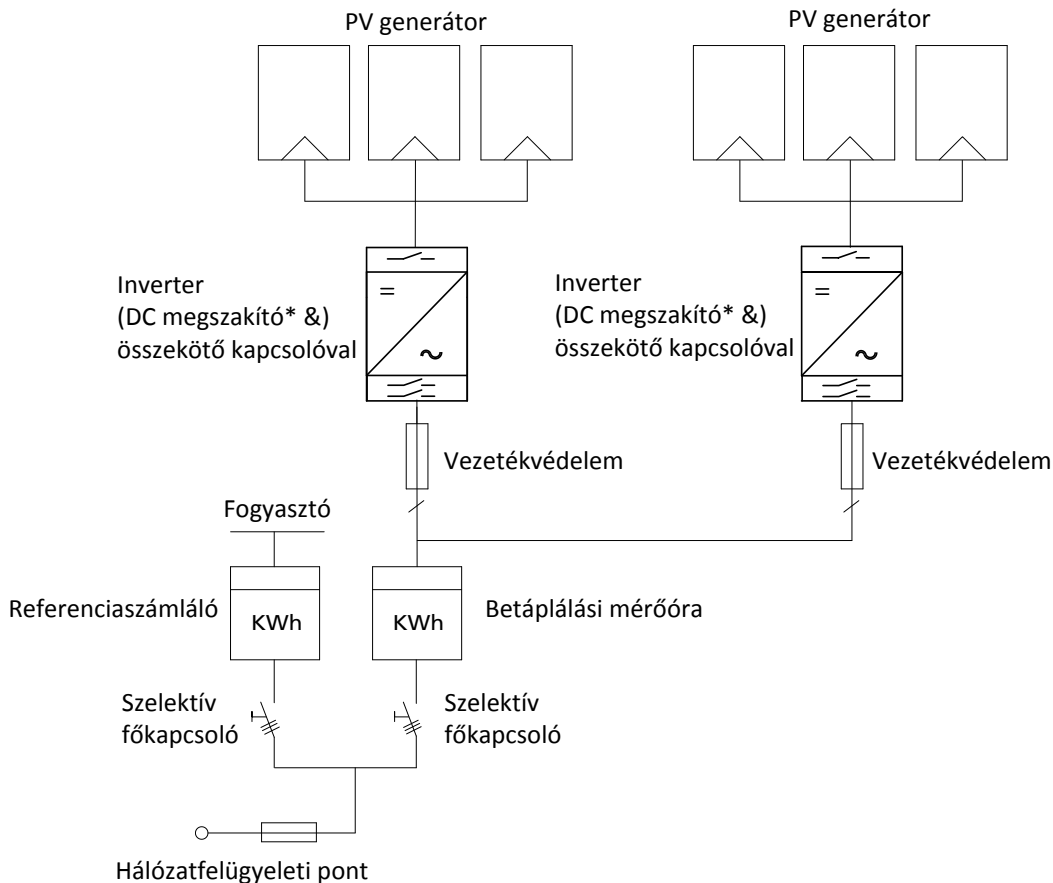 PV generátor
PV generátor
Inverter
(DC megszakító* &)
összekötő kapcsolóval
=
~
Inverter
(DC megszakító* &)
összekötő kapcsolóval
=
~
Vezetékvédelem
Vezetékvédelem
Fogyasztó
Referenciaszámláló
KWh
KWh
Betáplálási mérőóra
Szelektív
főkapcsoló
Szelektív
főkapcsoló
Hálózatfelügyeleti pont